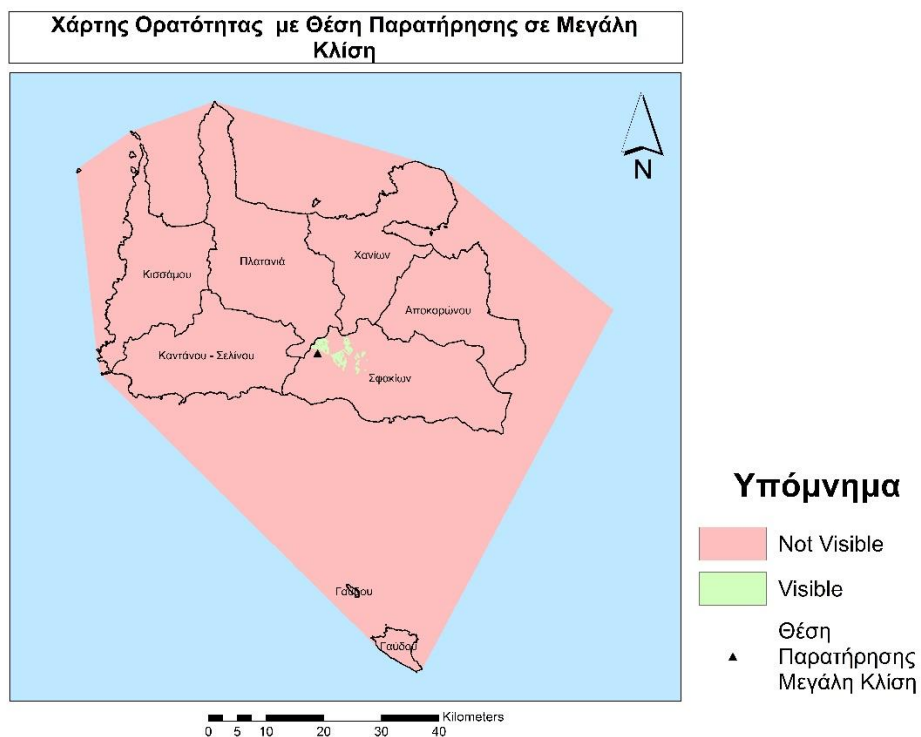 Χάρτης Ορατότητας με Θέση Παρατήρησης σε Μεγάλη
Κλίση
N
Κισσάμου
Πλατανιά
Χανίων
Αποκορώνου
Καντάνου - Σελίνου
Σφακίων
Γαύδου
Γαύδου
Υπόμνημα
Not Visible
Visible
Θέση
Παρατήρησης
Μεγάλη Κλίση
Kilometers
0 5 10 20 30 40